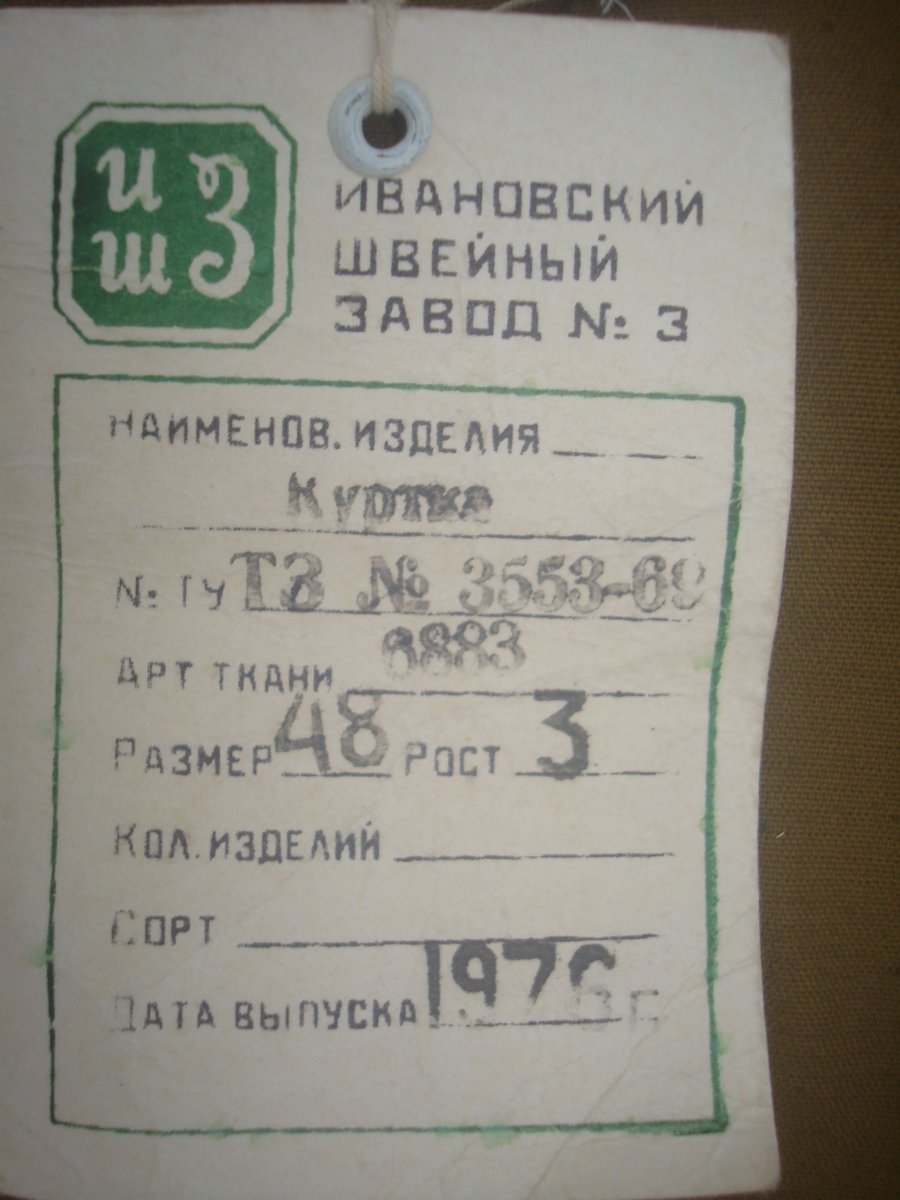 И
Ш З
ИВАНОВСКИЙ
ШВЕЙНЫЙ
ЗАВОД № 3
НАИМЕНОВ. ИЗДЕЛИЯ
Куртка
№ ТУ ТЗ № 3553-69
АРТ ТКАНИ 6883
РАЗМЕР 48 РОСТ 3
КОЛ. ИЗДЕЛИЙ
СОРТ
ДАТА ВЫПУСКА 1976 г